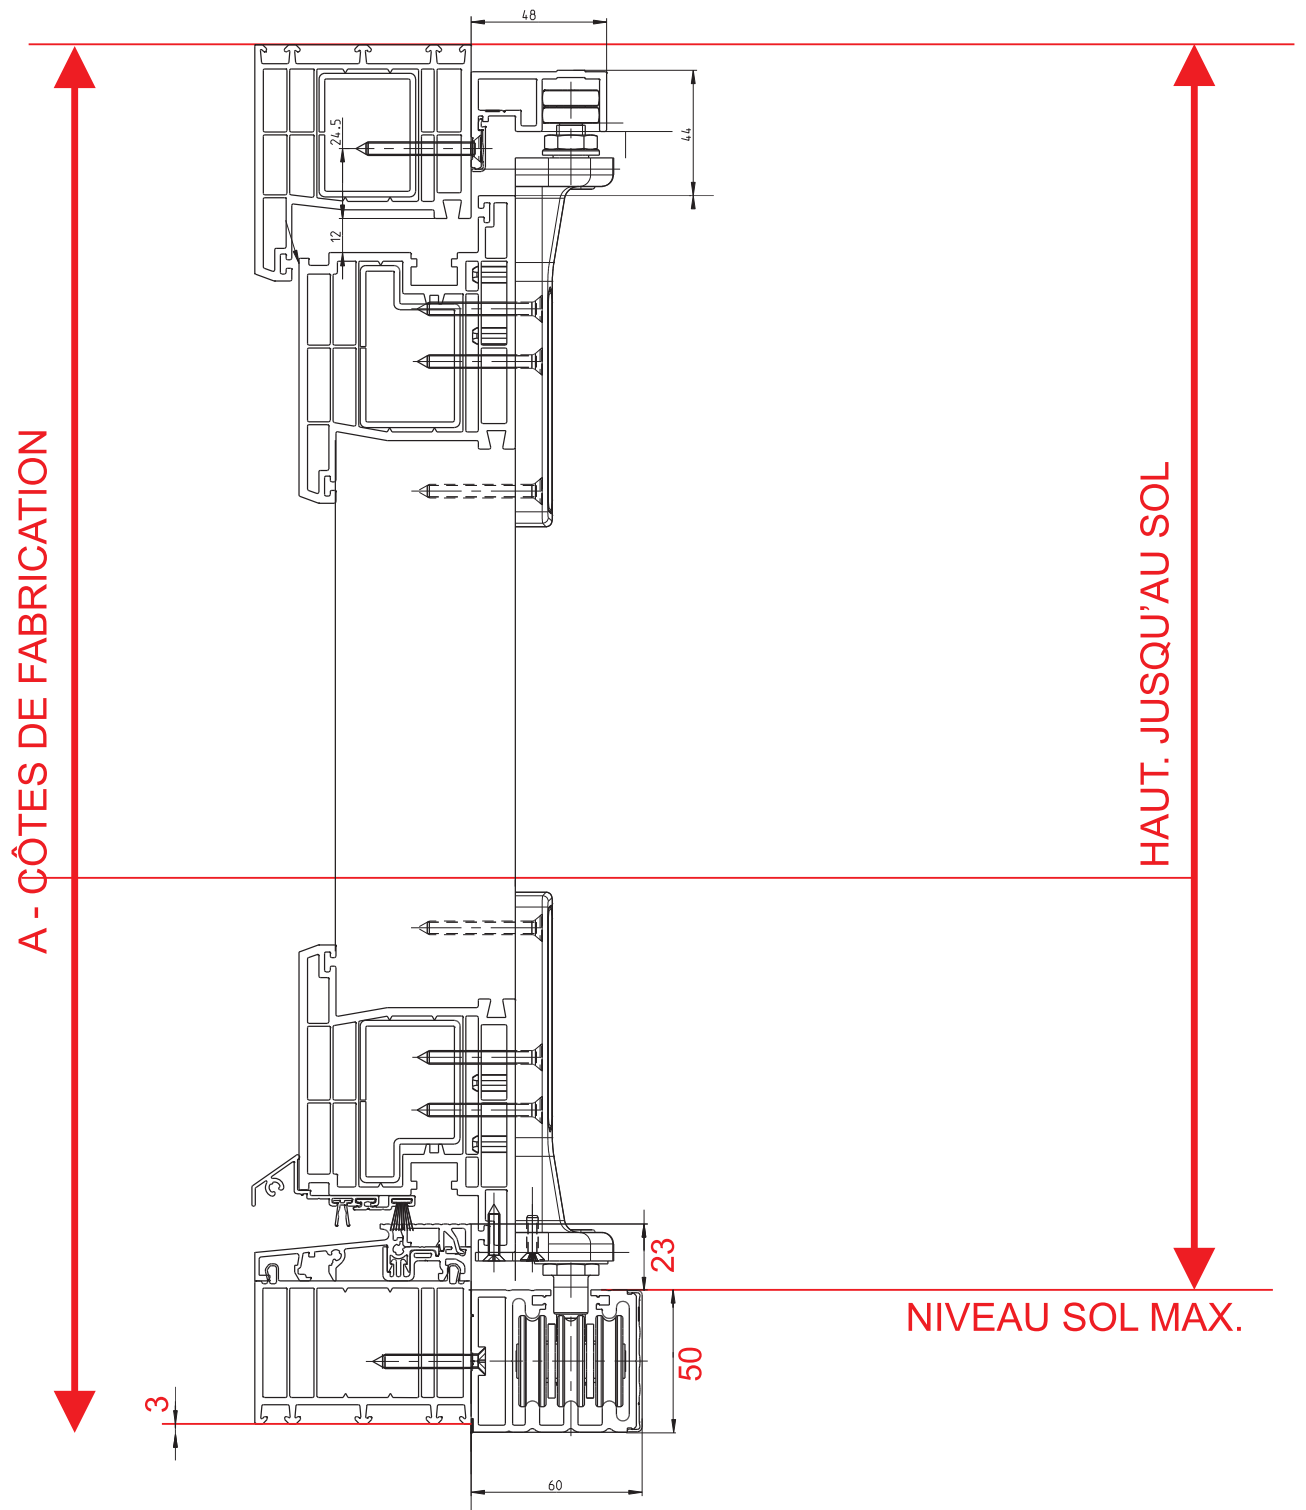 48
44
24.5
12
A - CÔTES DE FABRICATION
HAUT. JUSQU'AU SOL
23
NIVEAU SOL MAX.
50
3
60